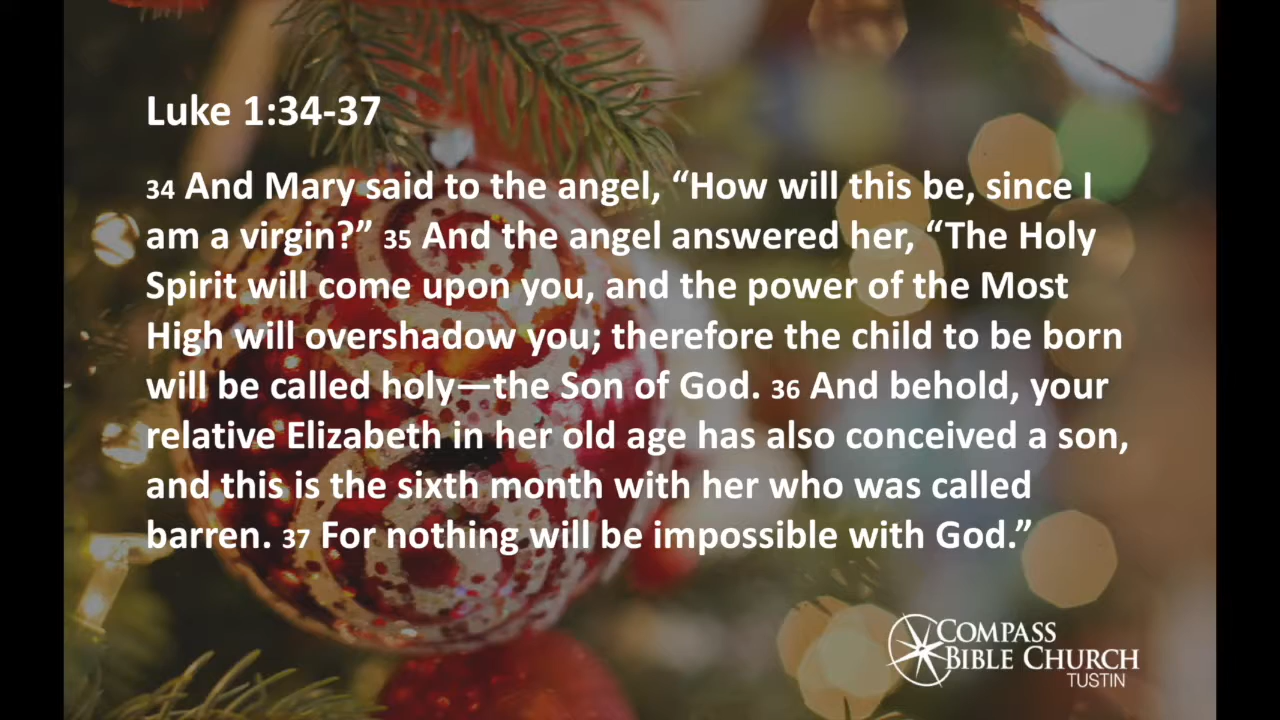 Luke 1:34-37
34 And Mary said to the angel, “How will this be, since I
am a virgin?” 35 And the angel answered her, “The Holy
Spirit will come upon you, and the power of the Most
High will overshadow you; therefore the child to be born
will be called holy—the Son of God. 36 And behold, your
relative Elizabeth in her old age has also conceived a son,
and this is the sixth month with her who was called
barren. 37 For nothing will be impossible with God.”
COMPASS
BIBLE CHURCH
TUSTIN